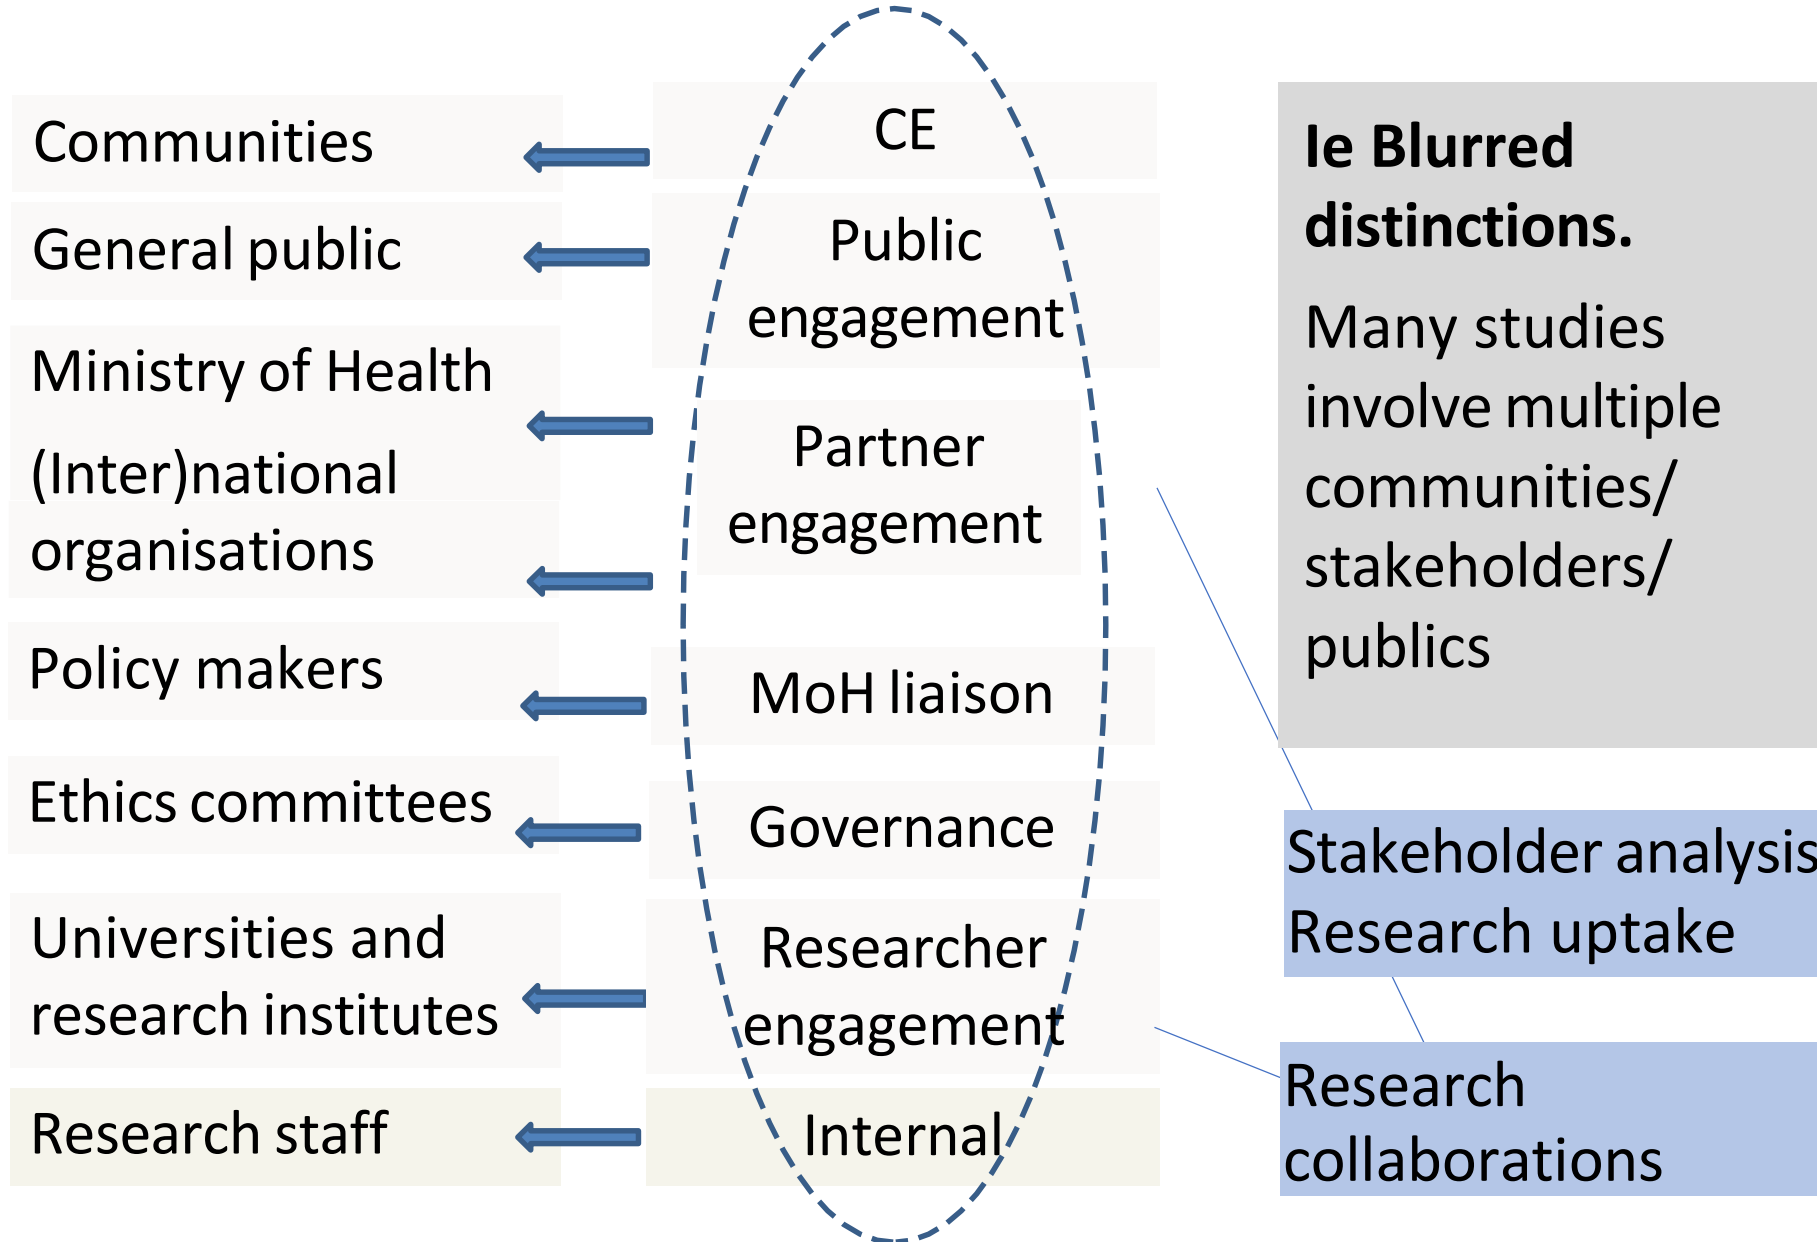 Communities
General public
Ministry of Health
(Inter)national
organisations
Policy makers
Ethics committees
Universities and
research institutes
Research staff
CE
Public
engagement
Partner
engagement
MoH liaison
Governance
Researcher
engagement
Internal
Ie Blurred
distinctions.
Many studies
involve multiple
communities/
stakeholders/
publics
Stakeholder analysis
Research uptake
Research
collaborations